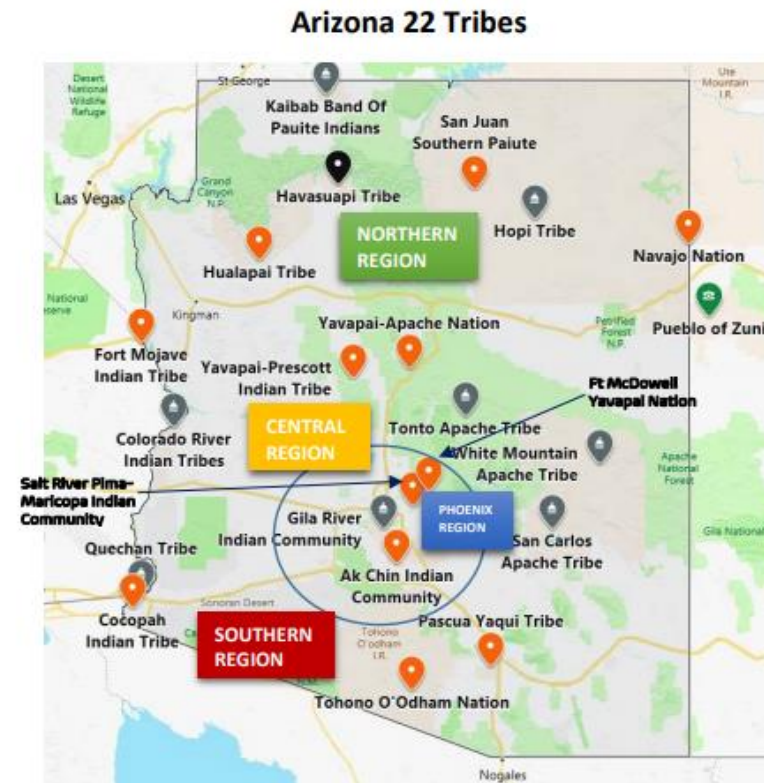 Arizona 22 Tribes
Desert
National
Wildlife
Refuge
St George
Ute
Mountain
I.R.
Kaibab Band Of
Pauite Indians
San Juan
Southern Paiute
Las Vegas
Grand
Canyon
N.P.
Havasuapi Tribe
Hopi Tribe
NORTHERN
REGION
Hualapai Tribe
Navajo Nation
National
Kingman
Petrified
Forest
N.P.
Pueblo of Zuni
Yavapai-Apache Nation
Fort Mojave
Indian Tribe
Yavapai-Prescott
Indian Tribe
Ft McDowell
Yavapai Nation
CENTRAL
REGION
Tonto Apache Tribe
Colorado River
Indian Tribes
White Mountain
Apache Tribe
Apache
National
Forest
Salt River Pima-
Maricopa Indian
Community
PHOENIX
REGION
Gila River
Indian Community
Gila National
San Carlos
Apache Tribe
Quechan Tribe
Ak Chin Indian
Community
Sonoran Desert
Cocopah
Indian Tribe
SOUTHERN
REGION
Pascua Yaqui Tribe
Tohono
O'odham
I.R.
Tohono O'Odham Nation
Nogales